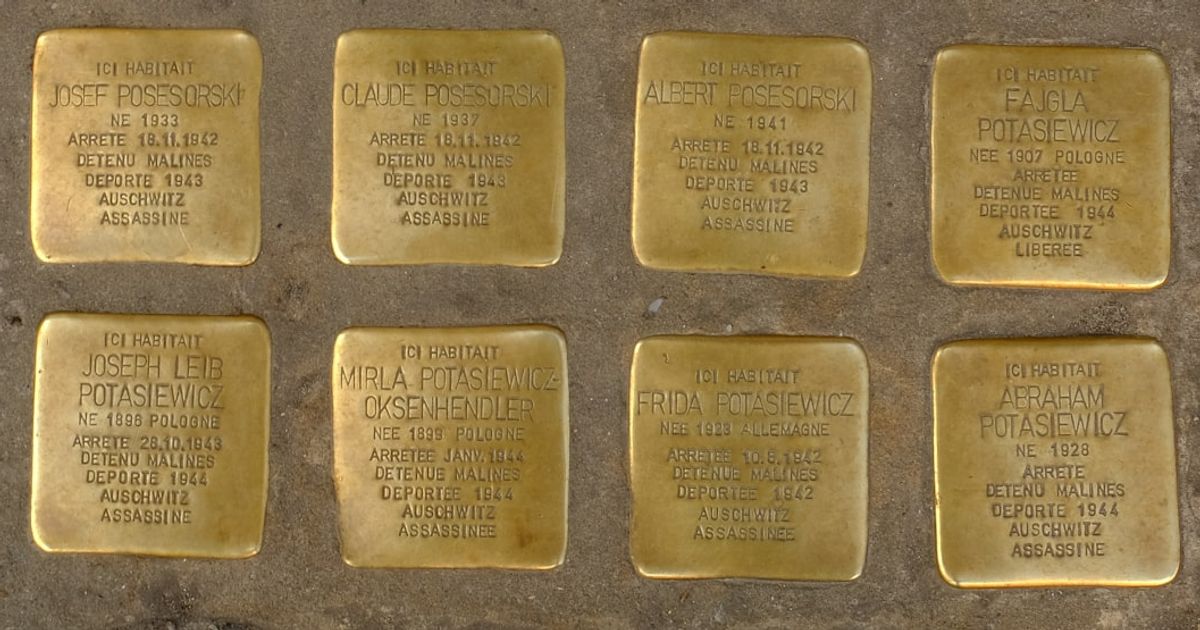 ICI HABITAIT
JOSEF POSESORSKI
NE 1933
ARRETE 18.11.1942
DETENU MALINES
DEPORTE 1943
AUSCHWITZ
ASSASSINE
ICI HABITAIT
CLAUDE POSESORSKI
NE 1937
ARRETE 18.11.1942
DETENU MALINES
DEPORTE 1943
AUSCHWITZ
ASSASSINE
ICI HABITAIT
ALBERT POSESORSKI
NE 1941
ARRETE 18.11.1942
DETENU MALINES
DEPORTE 1943
AUSCHWITZ
ASSASSINE
ICI HABITAIT
FAJGLA
POTASIEWICZ
NEE 1907 POLOGNE
ARRETEE
DETENUE MALINES
DEPORTEE 1944
AUSCHWITZ
LIBEREE
ICI HABITAIT
JOSEPH LEIB
POTASIEWICZ
NE 1896 POLOGNE
ARRETE 28.10.1943
DETENU MALINES
DEPORTE 1944
AUSCHWITZ
ASSASSINE
ICI HABITAIT
MIRLA POTASIEWICZ-
OKSENHENDLER
NEE 1899 POLOGNE
ARRETEE JANV. 1944
DETENUE MALINES
DEPORTEE 1944
AUSCHWITZ
ASSASSINEE
ICI HABITAIT
FRIDA POTASIEWICZ
NEE 1923 ALLEMAGNE
ARRETEE 10.8.1942
DETENUE MALINES
DEPORTEE 1942
AUSCHWITZ
ASSASSINEE
ICI HABITAIT
ABRAHAM
POTASIEWICZ
NE 1928
ARRETE
DETENU MALINES
DEPORTE 1944
AUSCHWITZ
ASSASSINE